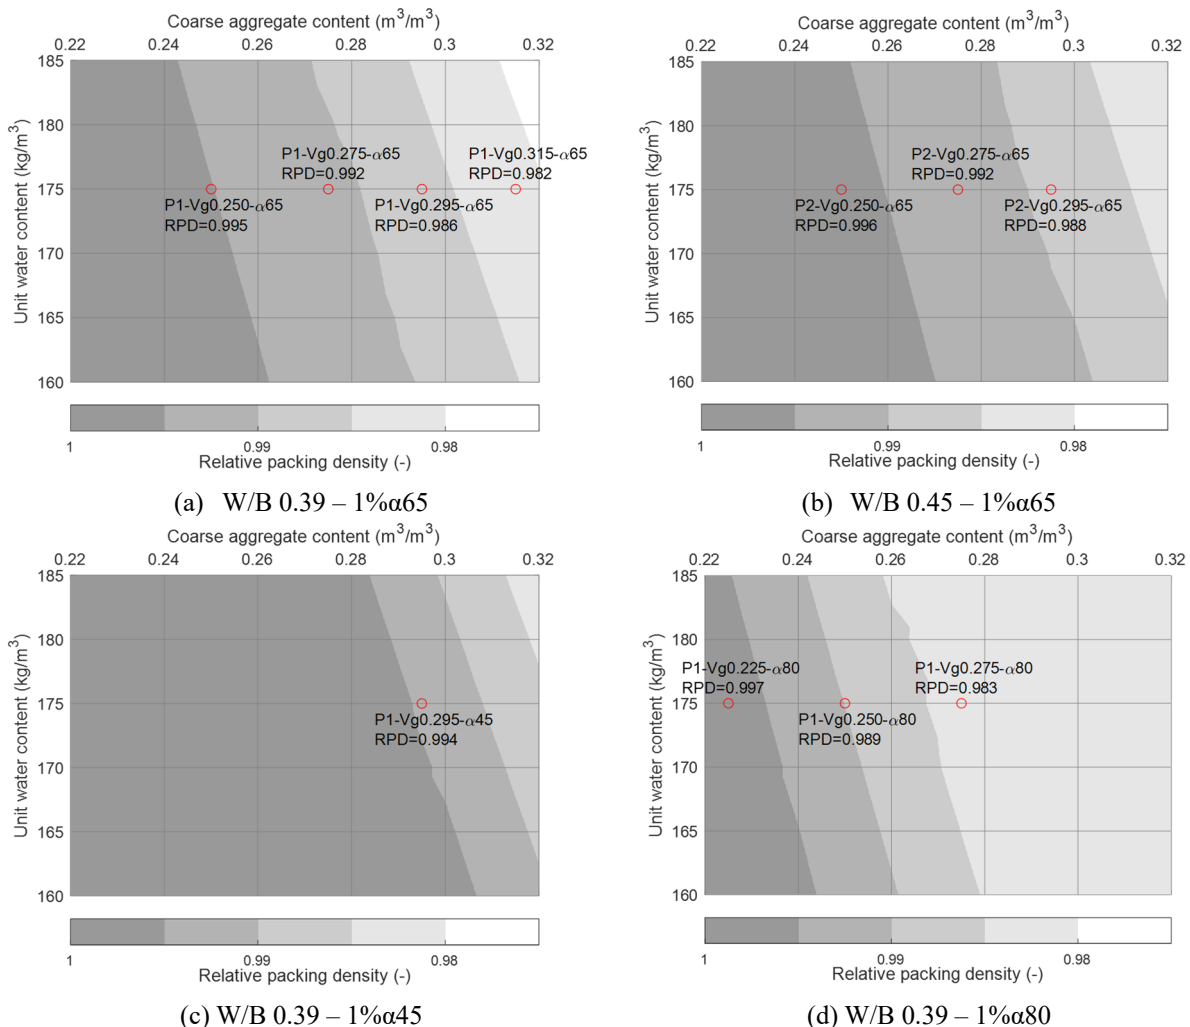 Coarse aggregate content (m³/m³)
0.22 0.24 0.26 0.28 0.3 0.32
185
180
175
170
165
160
Unit water content (kg/m³)
P1-Vg0.275-α65
RPD=0.992
P1-Vg0.315-α65
RPD=0.982
P1-Vg0.250-α65
RPD=0.995
P1-Vg0.295-α65
RPD=0.986
1 0.99 0.98
Relative packing density (-)
(a) W/B 0.39 – 1%α65
Coarse aggregate content (m³/m³)
0.22 0.24 0.26 0.28 0.3 0.32
185
180
175
170
165
160
Unit water content (kg/m³)
P2-Vg0.275-α65
RPD=0.992
P2-Vg0.250-α65
RPD=0.996
P2-Vg0.295-α65
RPD=0.988
1 0.99 0.98
Relative packing density (-)
(b) W/B 0.45 – 1%α65
Coarse aggregate content (m³/m³)
0.22 0.24 0.26 0.28 0.3 0.32
185
180
175
170
165
160
Unit water content (kg/m³)
P1-Vg0.295-α45
RPD=0.994
1 0.99 0.98
Relative packing density (-)
(c) W/B 0.39 – 1%α45
Coarse aggregate content (m³/m³)
0.22 0.24 0.26 0.28 0.3 0.32
185
180
175
170
165
160
Unit water content (kg/m³)
P1-Vg0.225-α80
RPD=0.997
P1-Vg0.275-α80
RPD=0.983
P1-Vg0.250-α80
RPD=0.989
1 0.99 0.98
Relative packing density (-)
(d) W/B 0.39 – 1%α80